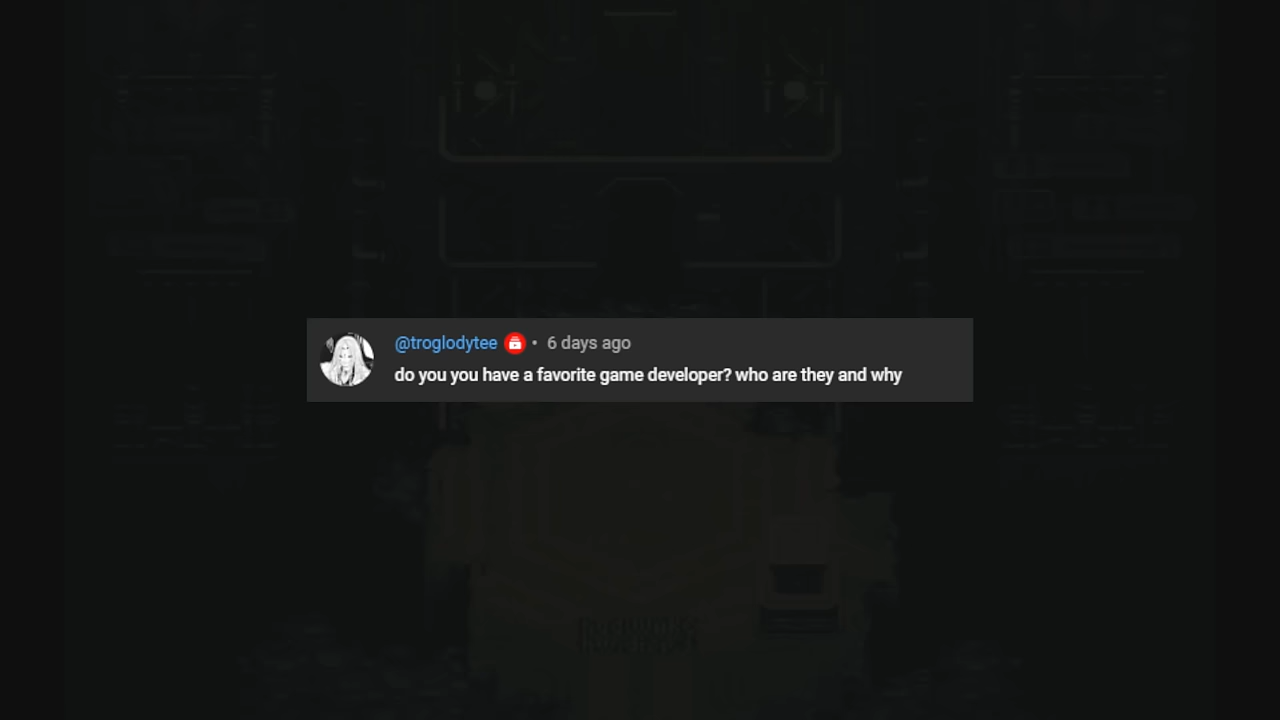 @troglodytee • 6 days ago
do you you have a favorite game developer? who are they and why